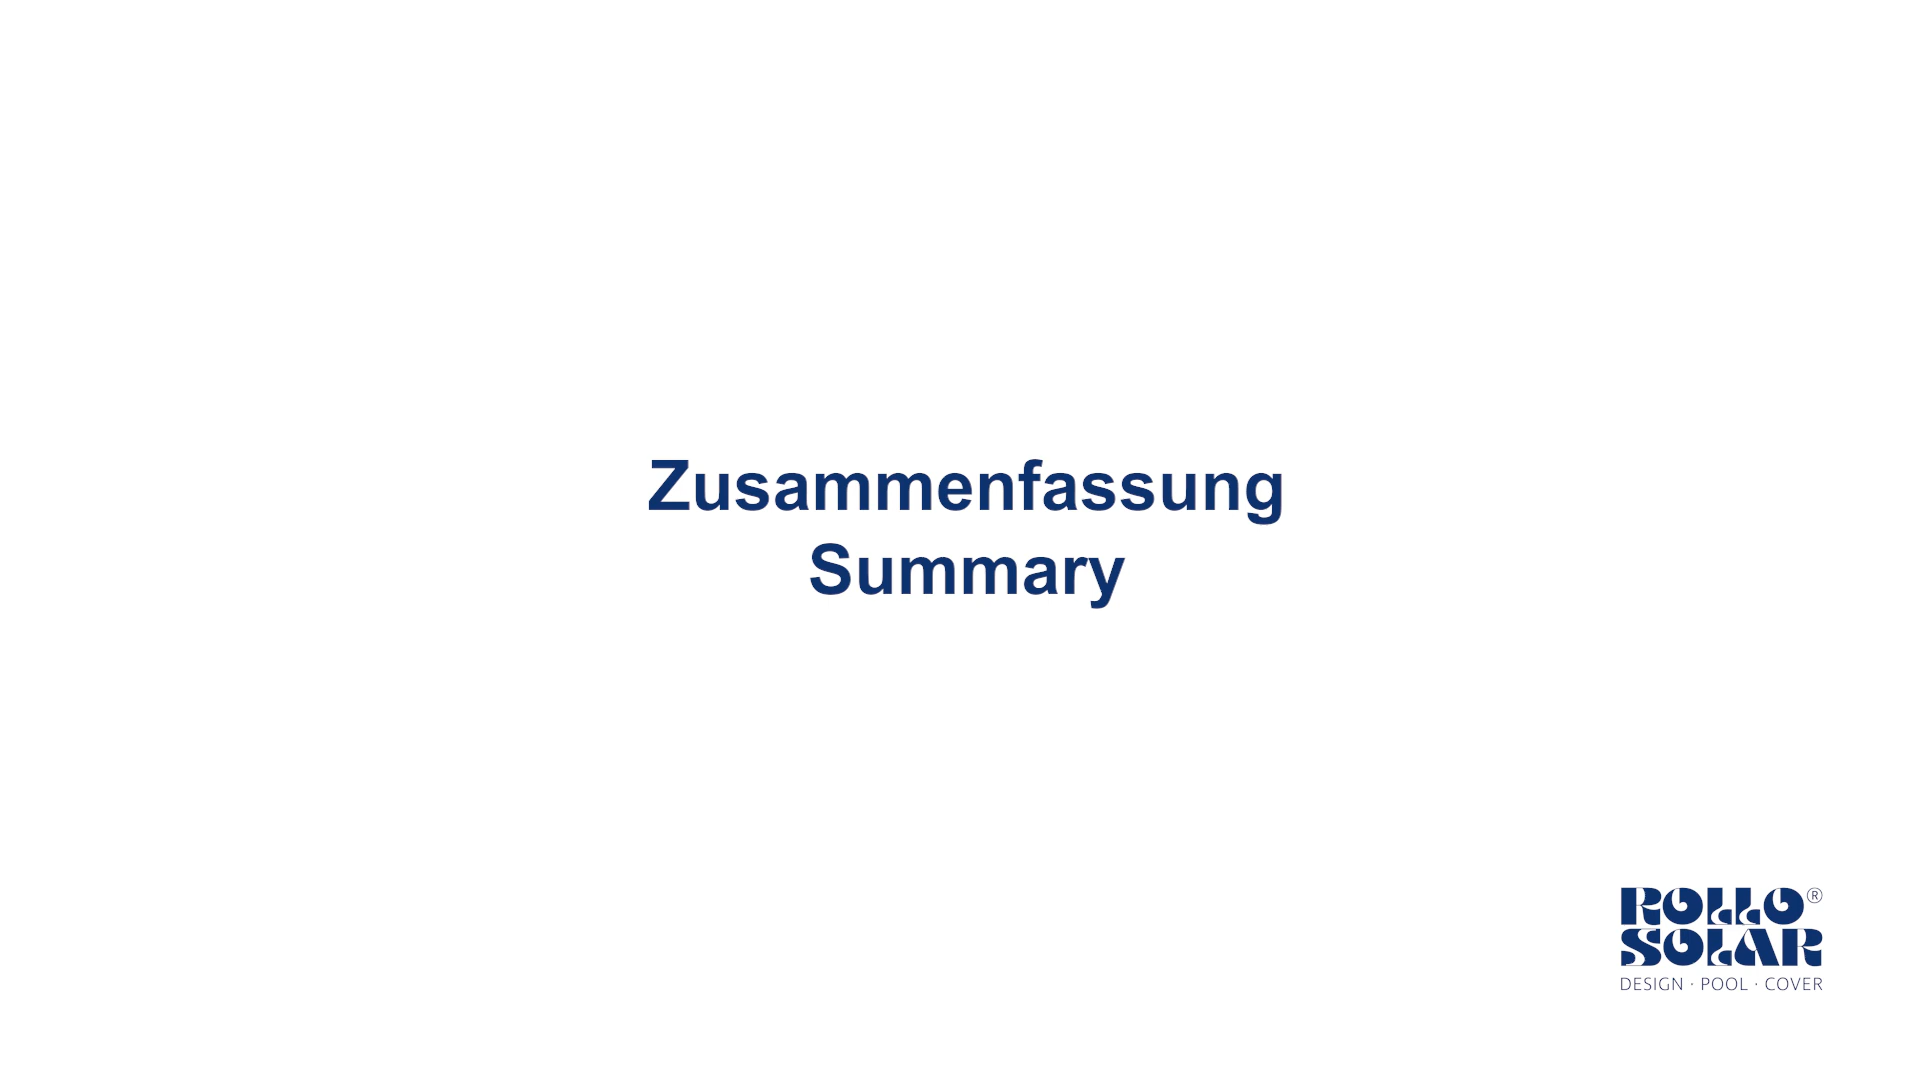 Zusammenfassung
Summary
ROLLO®
SOLAR
DESIGN · POOL · COVER